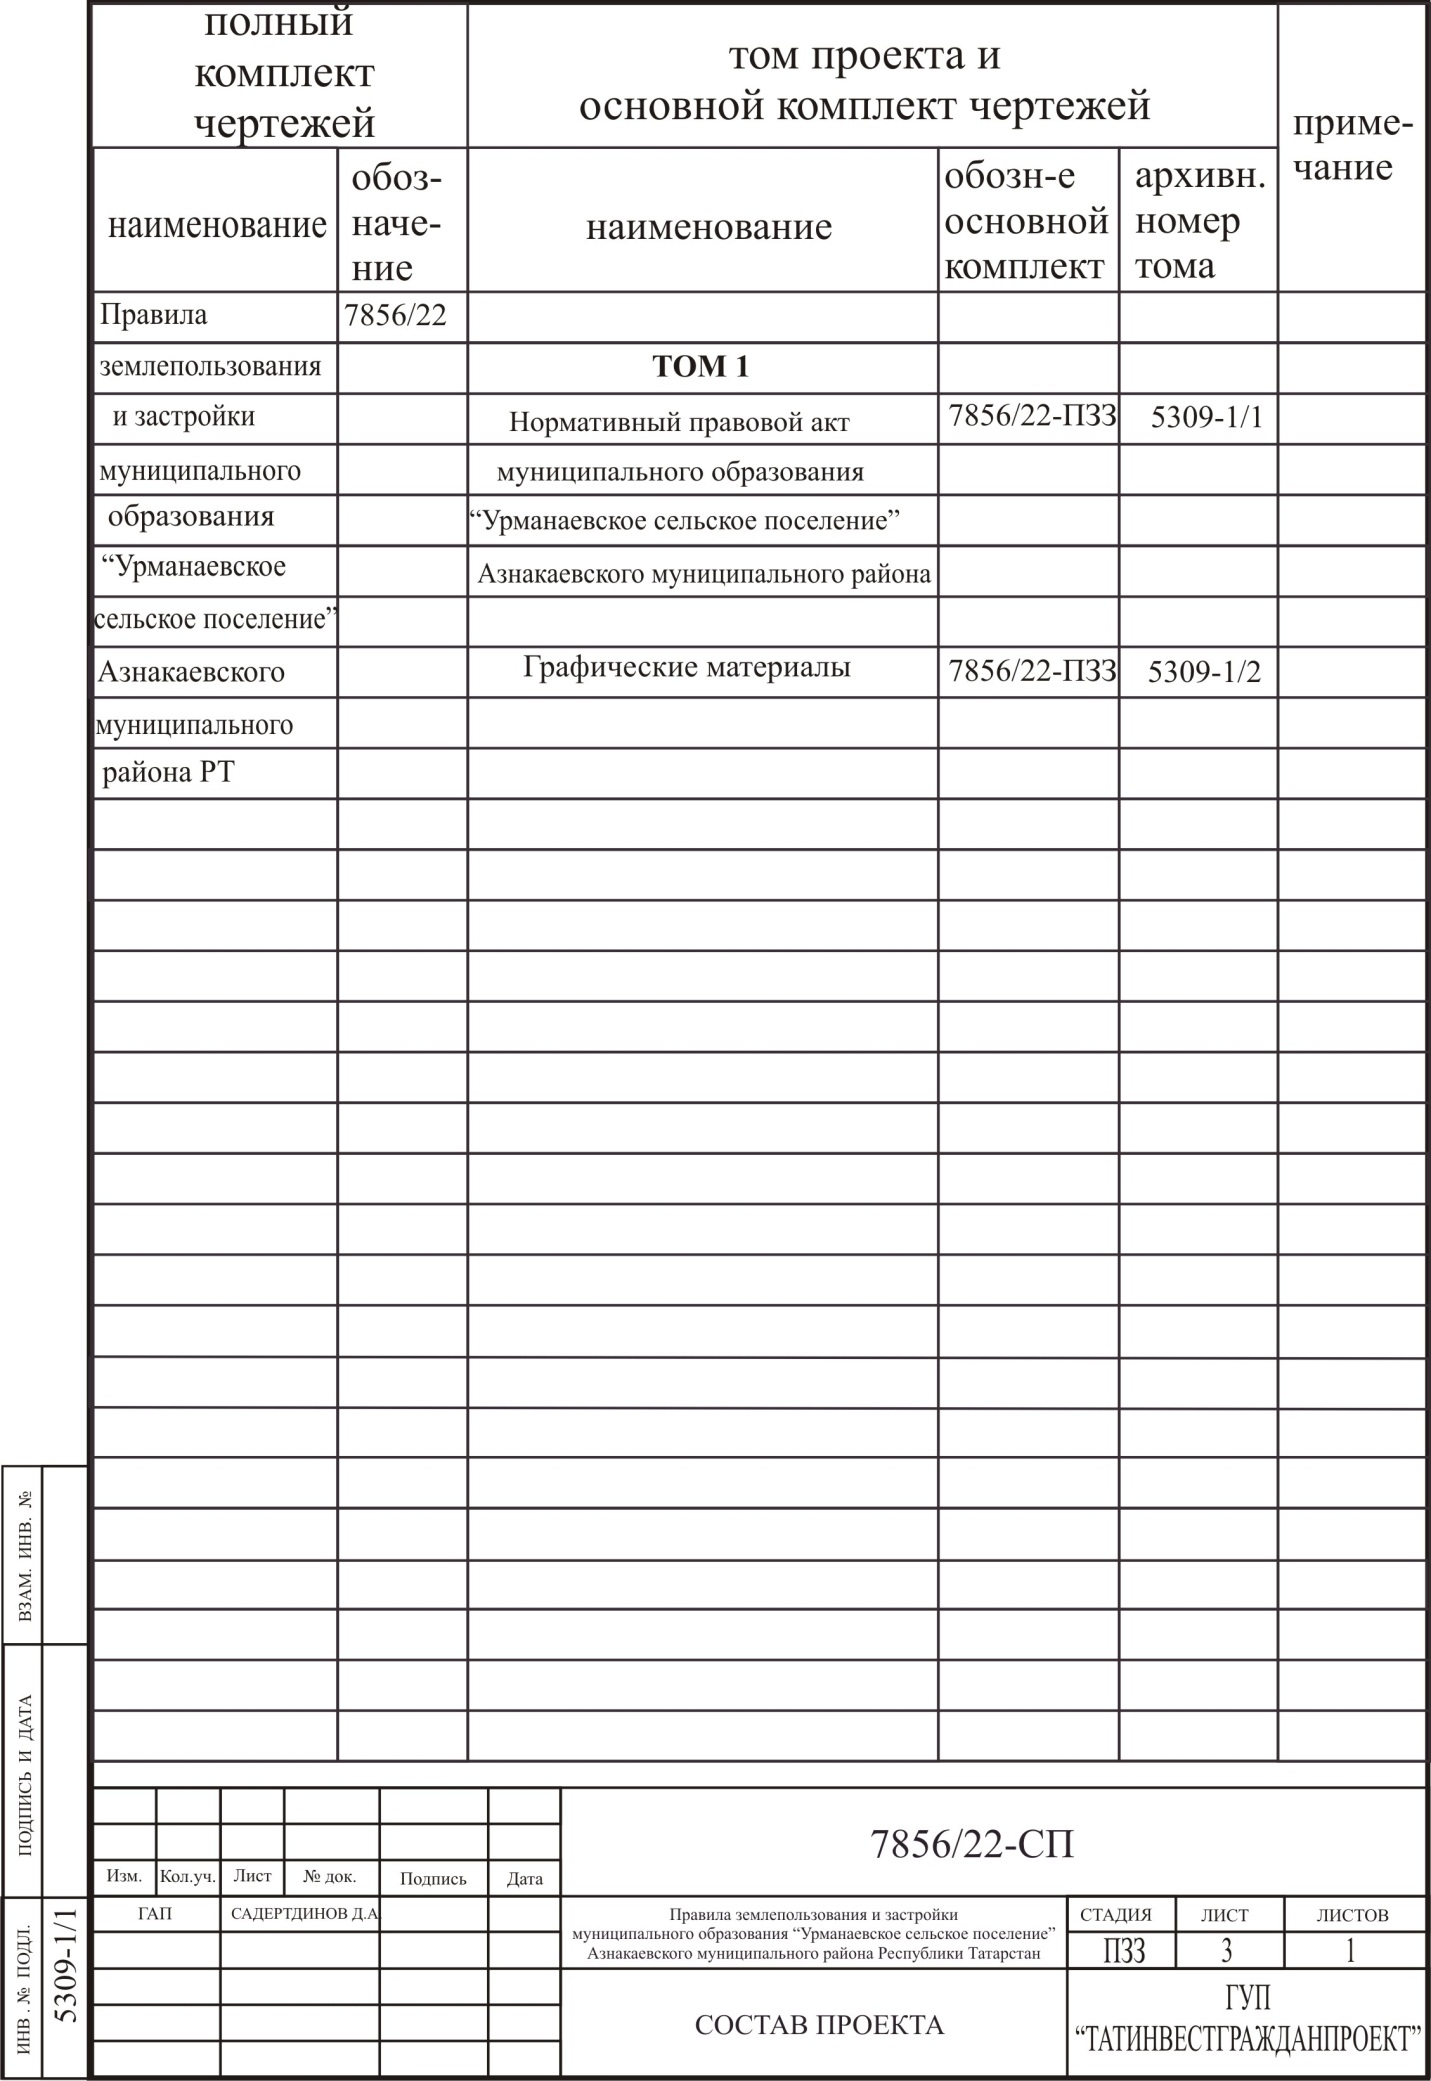 полный
комплект
чертежей
том проекта и
основной комплект чертежей
приме-
чание
наименование
обоз-
наче-
ние
наименование
обозн-е
основной
комплект
архивн.
номер
тома
Правила 7856/22
землепользования ТОМ 1
и застройки Нормативный правовой акт 7856/22-ПЗЗ 5309-1/1
муниципального муниципального образования
образования “Урманаевское сельское поселение”
“Урманаевское Азнакаевского муниципального района
сельское поселение”
Азнакаевского Графические материалы 7856/22-ПЗЗ 5309-1/2
муниципального
района РТ
ВЗАМ. ИНВ. №
ПОДПИСЬ И ДАТА
ИНВ . № ПОДЛ.
5309-1/1
7856/22-СП
Изм. Кол.уч. Лист № док. Подпись Дата
ГАП САДЕРТДИНОВ Д.А.
Правила землепользования и застройки
муниципального образования “Урманаевское сельское поселение”
Азнакаевского муниципального района Республики Татарстан
СТАДИЯ ЛИСТ ЛИСТОВ
ПЗЗ 3 1
СОСТАВ ПРОЕКТА
ГУП
“ТАТИНВЕСТГРАЖДАНПРОЕКТ”